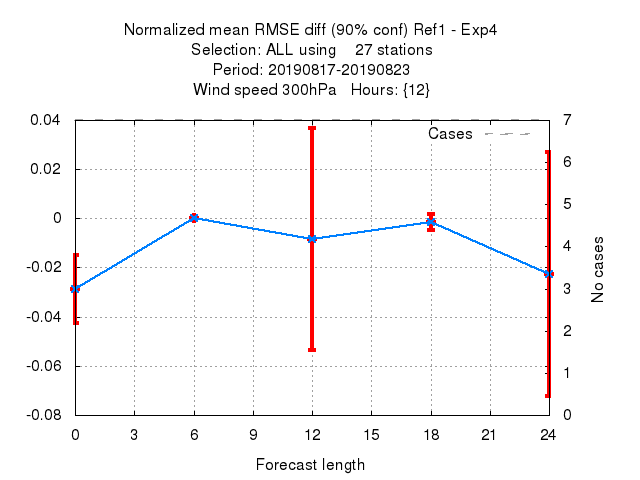 Normalized mean RMSE diff (90% conf) Ref1 - Exp4
Selection: ALL using    27 stations
Period: 20190817-20190823
Wind speed 300hPa   Hours: {12}
Cases
0.04
0.02
0
-0.02
-0.04
-0.06
-0.08
7
6
5
4
3
2
1
0
No cases
0 3 6 9 12 15 18 21 24
Forecast length